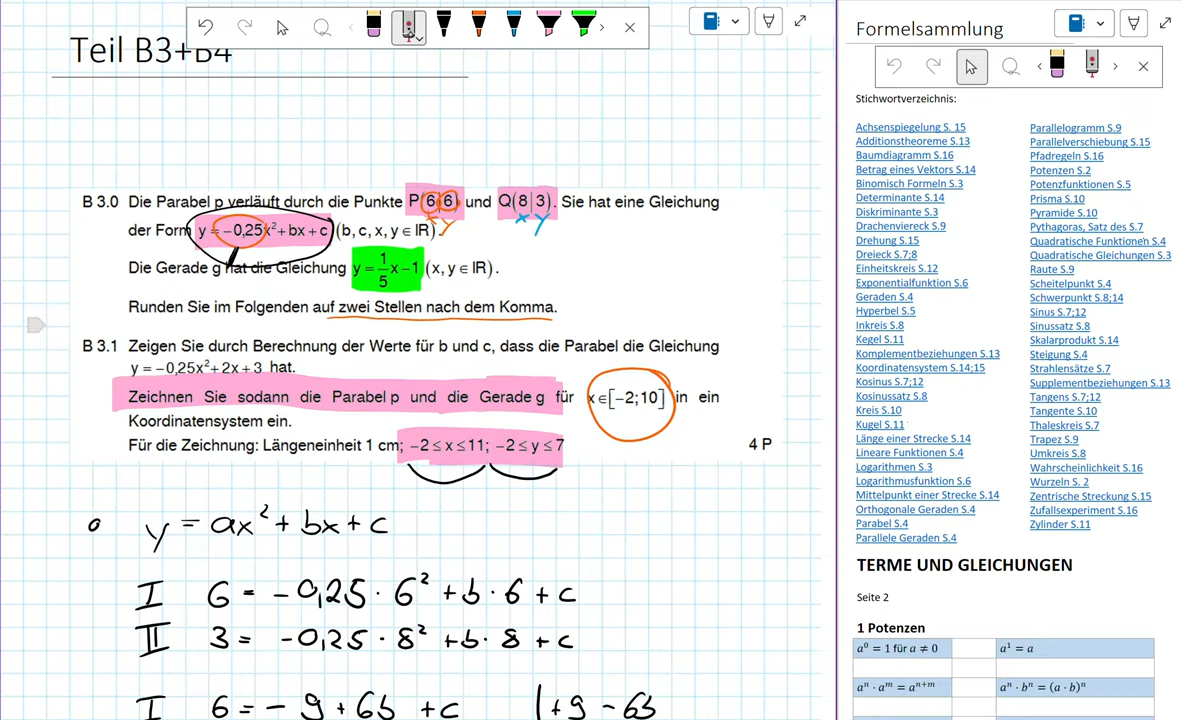 Teil B3+B4
B 3.0 Die Parabel p verläuft durch die Punkte P(6|6) und Q(8|3). Sie hat eine Gleichung
x y x y
der Form y = −0,25x² + bx + c (b, c, x, y ∈ IR).
Die Gerade g hat die Gleichung y = 1/5 x − 1 (x, y ∈ IR).
Runden Sie im Folgenden auf zwei Stellen nach dem Komma.
B 3.1 Zeigen Sie durch Berechnung der Werte für b und c, dass die Parabel die Gleichung
y = −0,25x² + 2x + 3 hat.
Zeichnen Sie sodann die Parabel p und die Gerade g für x ∈ [−2;10] in ein
Koordinatensystem ein.
Für die Zeichnung: Längeneinheit 1 cm; −2 ≤ x ≤ 11; −2 ≤ y ≤ 7
4 P
y = ax² + bx + c
I 6 = −0,25 · 6² + b · 6 + c
II 3 = −0,25 · 8² + b · 8 + c
I 6 = −9 + 6b + c |+9 −6b
Formelsammlung
Stichwortverzeichnis:
Achsenspiegelung S. 15
Additionstheoreme S.13
Baumdiagramm S.16
Betrag eines Vektors S.14
Binomisch Formeln S.3
Determinante S.14
Diskriminante S.3
Drachenviereck S.9
Drehung S.15
Dreieck S.7;8
Einheitskreis S.12
Exponentialfunktion S.6
Geraden S.4
Hyperbel S.5
Inkreis S.8
Kegel S.11
Komplementbeziehungen S.13
Koordinatensystem S.14;15
Kosinus S.7;12
Kosinussatz S.8
Kreis S.10
Kugel S.11
Länge einer Strecke S.14
Lineare Funktionen S.4
Logarithmen S.3
Logarithmusfunktion S.6
Mittelpunkt einer Strecke S.14
Orthogonale Geraden S.4
Parabel S.4
Parallele Geraden S.4
Parallelogramm S.9
Parallelverschiebung S.15
Pfadregeln S.16
Potenzen S.2
Potenzfunktionen S.5
Prisma S.10
Pyramide S.10
Pythagoras, Satz des S.7
Quadratische Funktionen S.4
Quadratische Gleichungen S.3
Raute S.9
Scheitelpunkt S.4
Schwerpunkt S.8;14
Sinus S.7;12
Sinussatz S.8
Skalarprodukt S.14
Steigung S.4
Strahlensätze S.7
Supplementbeziehungen S.13
Tangens S.7;12
Tangente S.10
Thaleskreis S.7
Trapez S.9
Umkreis S.8
Wahrscheinlichkeit S.16
Wurzeln S. 2
Zentrische Streckung S.15
Zufallsexperiment S.16
Zylinder S.11
TERME UND GLEICHUNGEN
Seite 2
1 Potenzen
a⁰ = 1 für a ≠ 0 a¹ = a
aⁿ · aᵐ = aⁿ⁺ᵐ aⁿ · bⁿ = (a · b)ⁿ